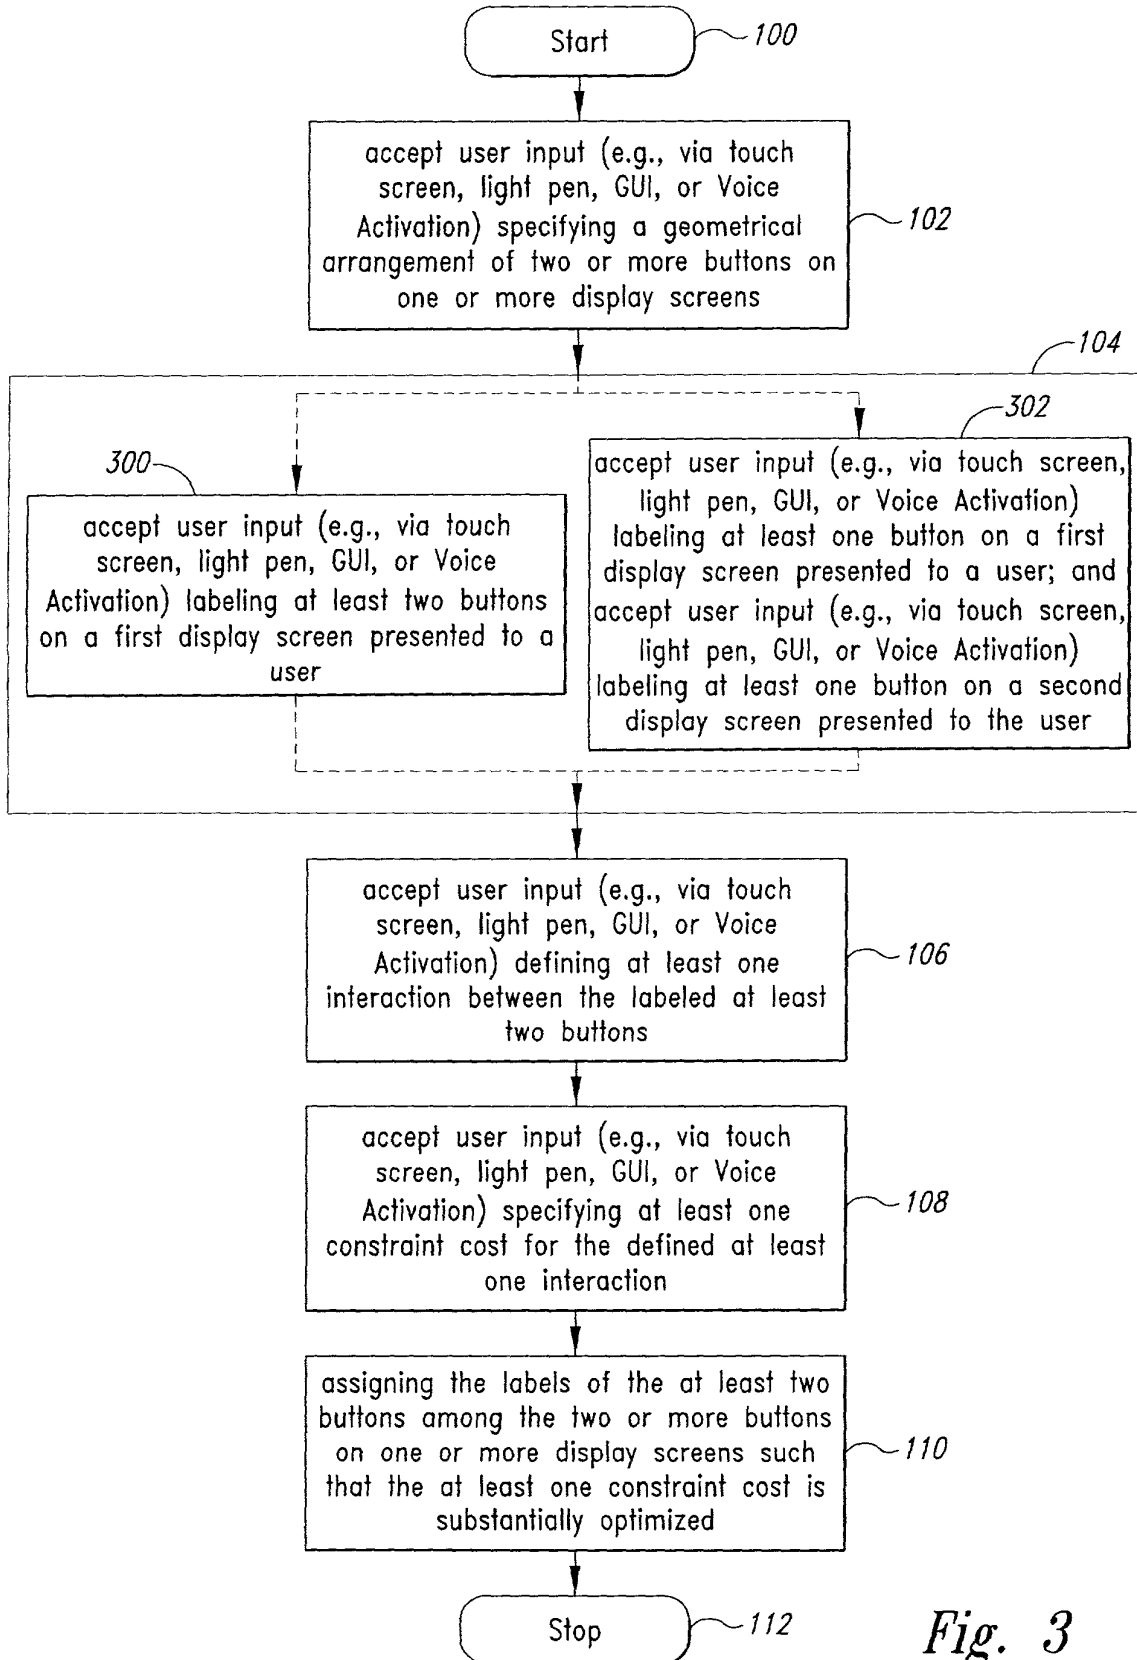 Start
100
accept user input (e.g., via touch
screen, light pen, GUI, or Voice
Activation) specifying a geometrical
arrangement of two or more buttons on
one or more display screens
102
104
300
accept user input (e.g., via touch
screen, light pen, GUI, or Voice
Activation) labeling at least two buttons
on a first display screen presented to a
user
302
accept user input (e.g., via touch screen,
light pen, GUI, or Voice Activation)
labeling at least one button on a first
display screen presented to a user; and
accept user input (e.g., via touch screen,
light pen, GUI, or Voice Activation)
labeling at least one button on a second
display screen presented to the user
accept user input (e.g., via touch
screen, light pen, GUI, or Voice
Activation) defining at least one
interaction between the labeled at least
two buttons
106
accept user input (e.g., via touch
screen, light pen, GUI, or Voice
Activation) specifying at least one
constraint cost for the defined at least
one interaction
108
assigning the labels of the at least two
buttons among the two or more buttons
on one or more display screens such
that the at least one constraint cost is
substantially optimized
110
Stop
112
Fig. 3